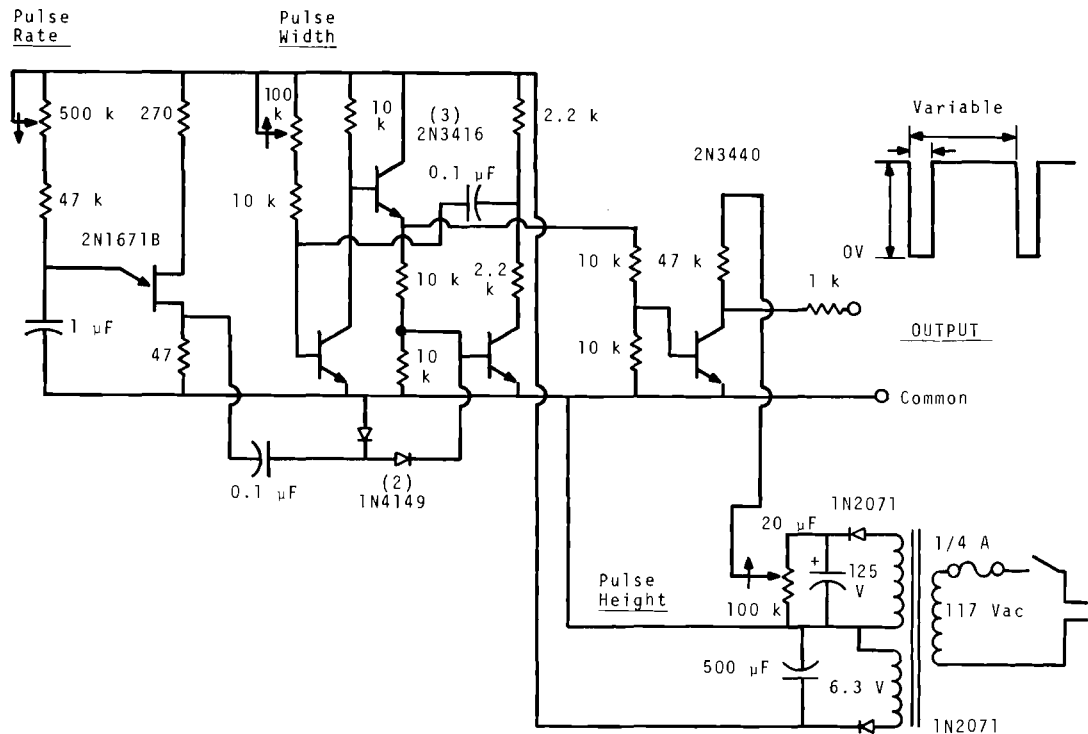 Pulse
Rate
Pulse
Width
500 k
270
100
k
10
k
(3)
2N3416
2.2 k
Variable
2N3440
0.1 µF
47 k
10 k
2N1671B
0V
10 k
2.2
k
10 k
47 k
1 k
1 µF
47
10
k
10 k
OUTPUT
Common
0.1 µF
(2)
1N4149
1N2071
20 µF
1/4 A
+
125
V
Pulse
Height
100 k
117 Vac
500 µF
6.3 V
1N2071